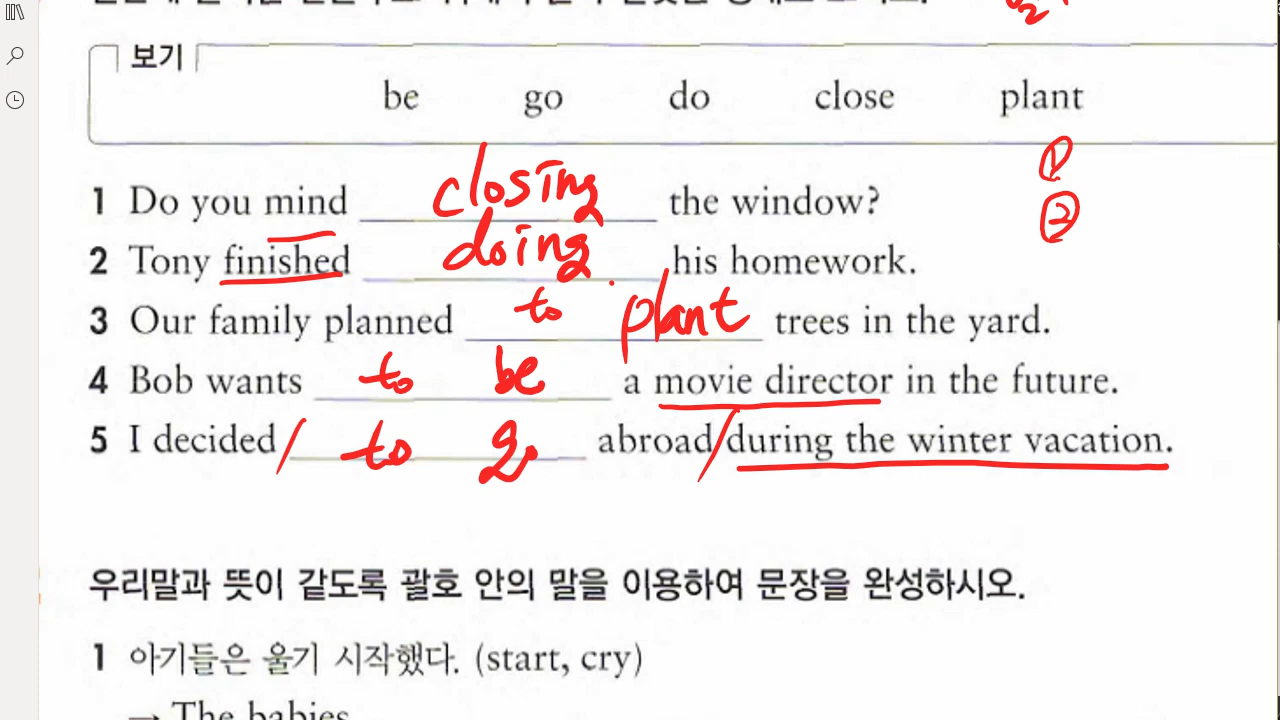 보기
be go do close plant
①
1 Do you mind closing the window?
②
2 Tony finished doing his homework.
3 Our family planned to plant trees in the yard.
4 Bob wants to be a movie director in the future.
5 I decided / to go abroad / during the winter vacation.
우리말과 뜻이 같도록 괄호 안의 말을 이용하여 문장을 완성하시오.
1 아기들은 울기 시작했다. (start, cry)
→ The babies